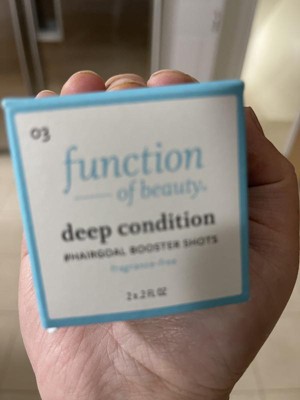 03
function
of beauty.
deep condition
#HAIRGOAL BOOSTER SHOTS
fragrance-free
2 x .2 FL OZ